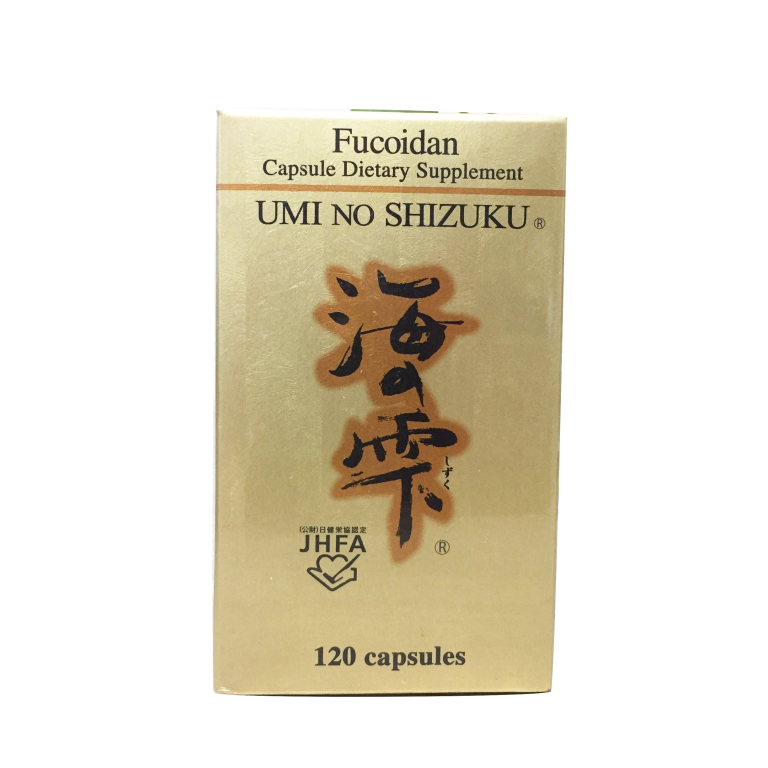 Fucoidan
Capsule Dietary Supplement
UMI NO SHIZUKU ®
海の雫
しずく
®
(公財)日健栄協認定
JHFA
120 capsules